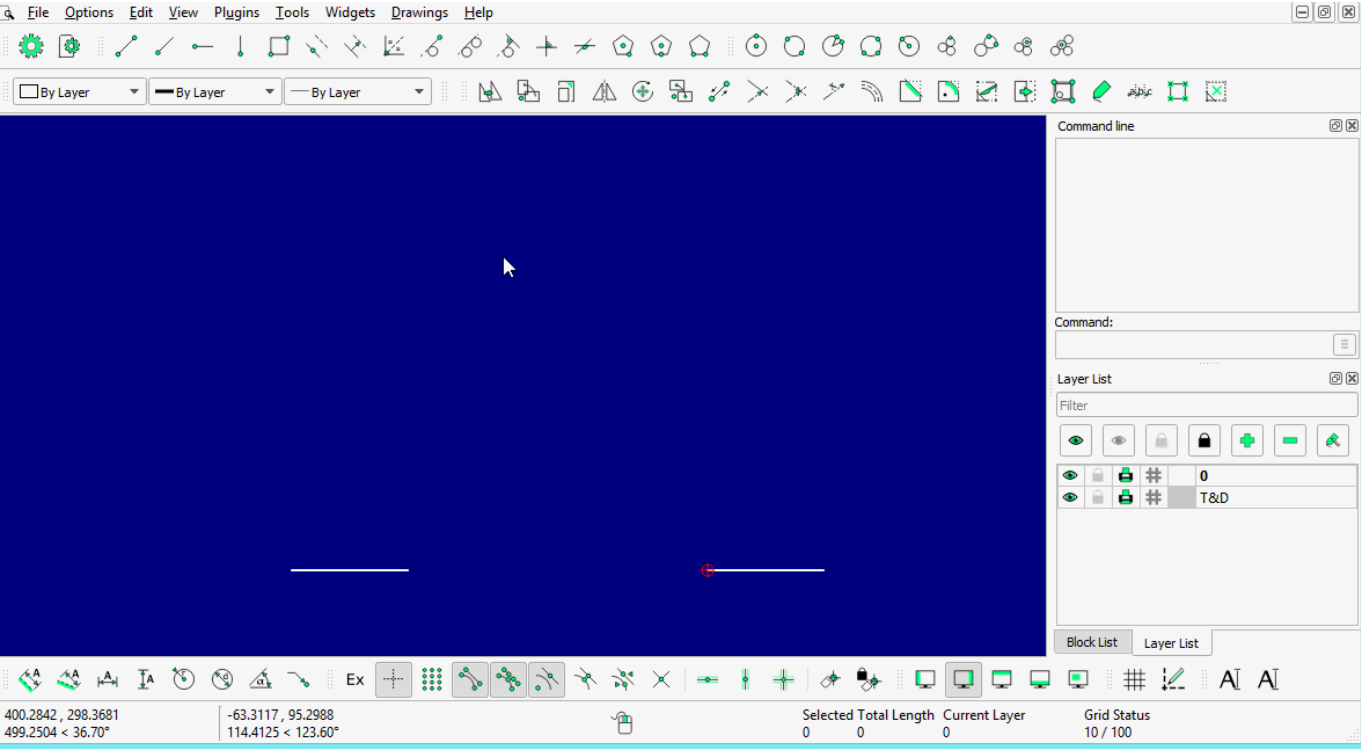 File Options Edit View Plugins Tools Widgets Drawings Help
By Layer By Layer By Layer
Command line
Command:
Layer List
Filter
0
T&D
Block List Layer List
Ex
400.2842 , 298.3681 -63.3117 , 95.2988 Selected Total Length Current Layer Grid Status
499.2504 < 36.70° 114.4125 < 123.60° 0 0 0 10 / 100